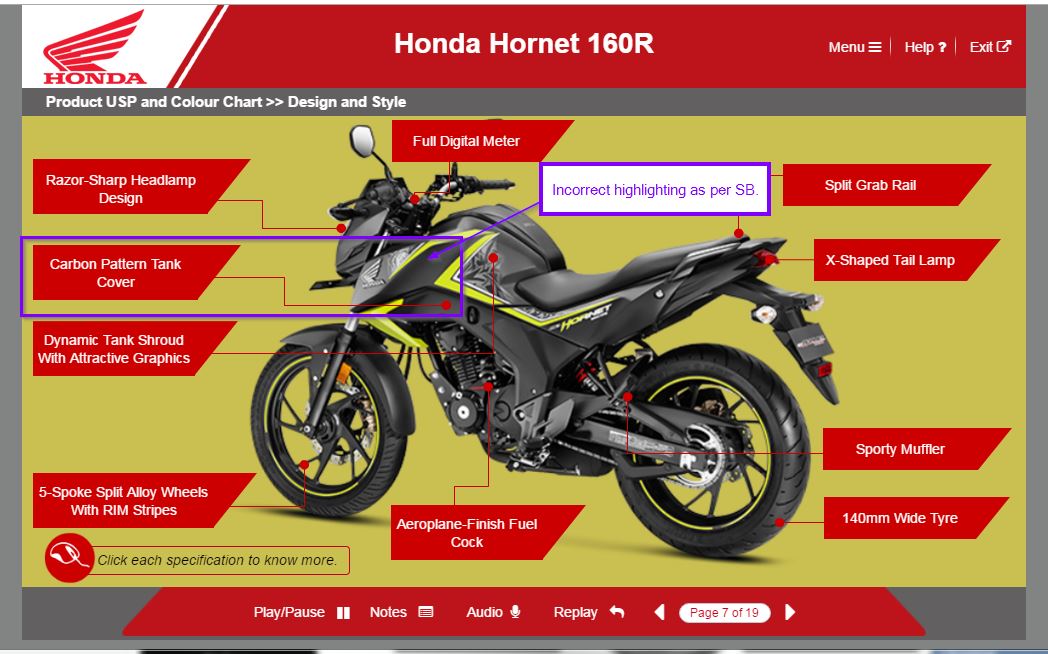 HONDA
Honda Hornet 160R
Menu
Help ?
Exit
Product USP and Colour Chart >> Design and Style
Full Digital Meter
Razor-Sharp Headlamp
Design
Incorrect highlighting as per SB.
Split Grab Rail
Carbon Pattern Tank
Cover
X-Shaped Tail Lamp
HONDA
HORNET
Dynamic Tank Shroud
With Attractive Graphics
Sporty Muffler
5-Spoke Split Alloy Wheels
With RIM Stripes
Aeroplane-Finish Fuel
Cock
140mm Wide Tyre
Click each specification to know more.
Play/Pause
Notes
Audio
Replay
Page 7 of 19